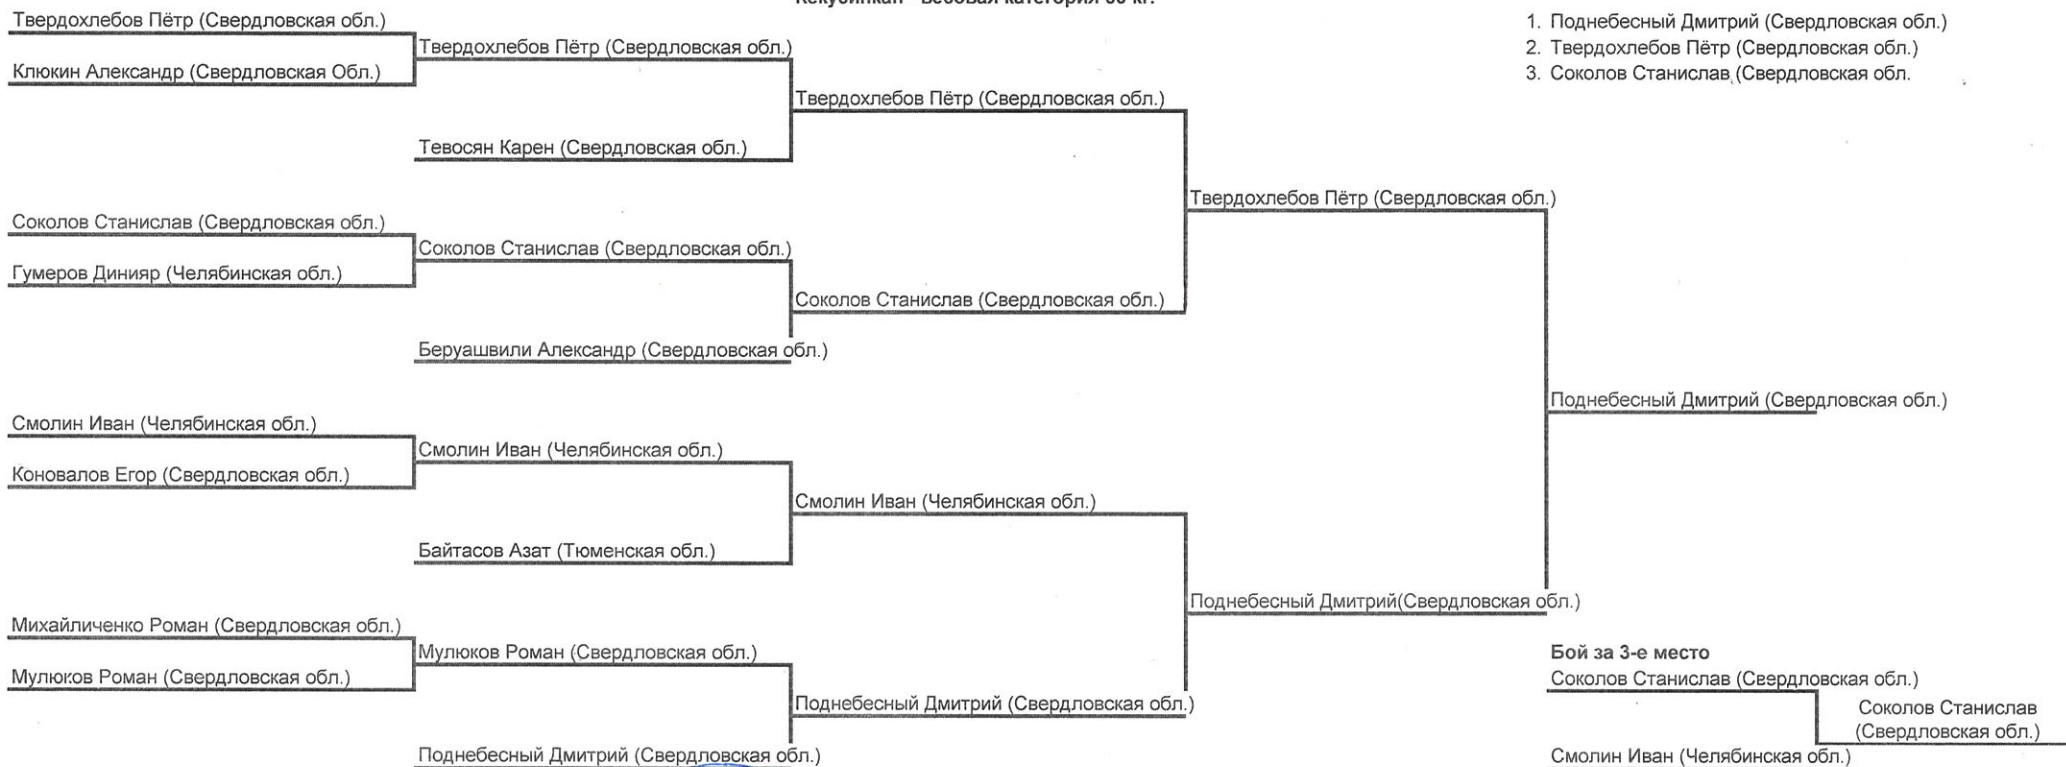 Твердохлебов Пётр (Свердловская обл.)
Клюкин Александр (Свердловская Обл.)
Соколов Станислав (Свердловская обл.)
Гумеров Динияр (Челябинская обл.)
Смолин Иван (Челябинская обл.)
Коновалов Егор (Свердловская обл.)
Михайличенко Роман (Свердловская обл.)
Мулюков Роман (Свердловская обл.)
Твердохлебов Пётр (Свердловская обл.)
Тевосян Карен (Свердловская обл.)
Соколов Станислав (Свердловская обл.)
Беруашвили Александр (Свердловская обл.)
Смолин Иван (Челябинская обл.)
Байтасов Азат (Тюменская обл.)
Мулюков Роман (Свердловская обл.)
Поднебесный Дмитрий (Свердловская обл.)
Твердохлебов Пётр (Свердловская обл.)
Соколов Станислав (Свердловская обл.)
Смолин Иван (Челябинская обл.)
Поднебесный Дмитрий (Свердловская обл.)
Твердохлебов Пётр (Свердловская обл.)
Поднебесный Дмитрий(Свердловская обл.)
Поднебесный Дмитрий (Свердловская обл.)
1. Поднебесный Дмитрий (Свердловская обл.)
2. Твердохлебов Пётр (Свердловская обл.)
3. Соколов Станислав (Свердловская обл.
Бой за 3-е место
Соколов Станислав (Свердловская обл.)
Смолин Иван (Челябинская обл.)
Соколов Станислав
(Свердловская обл.)